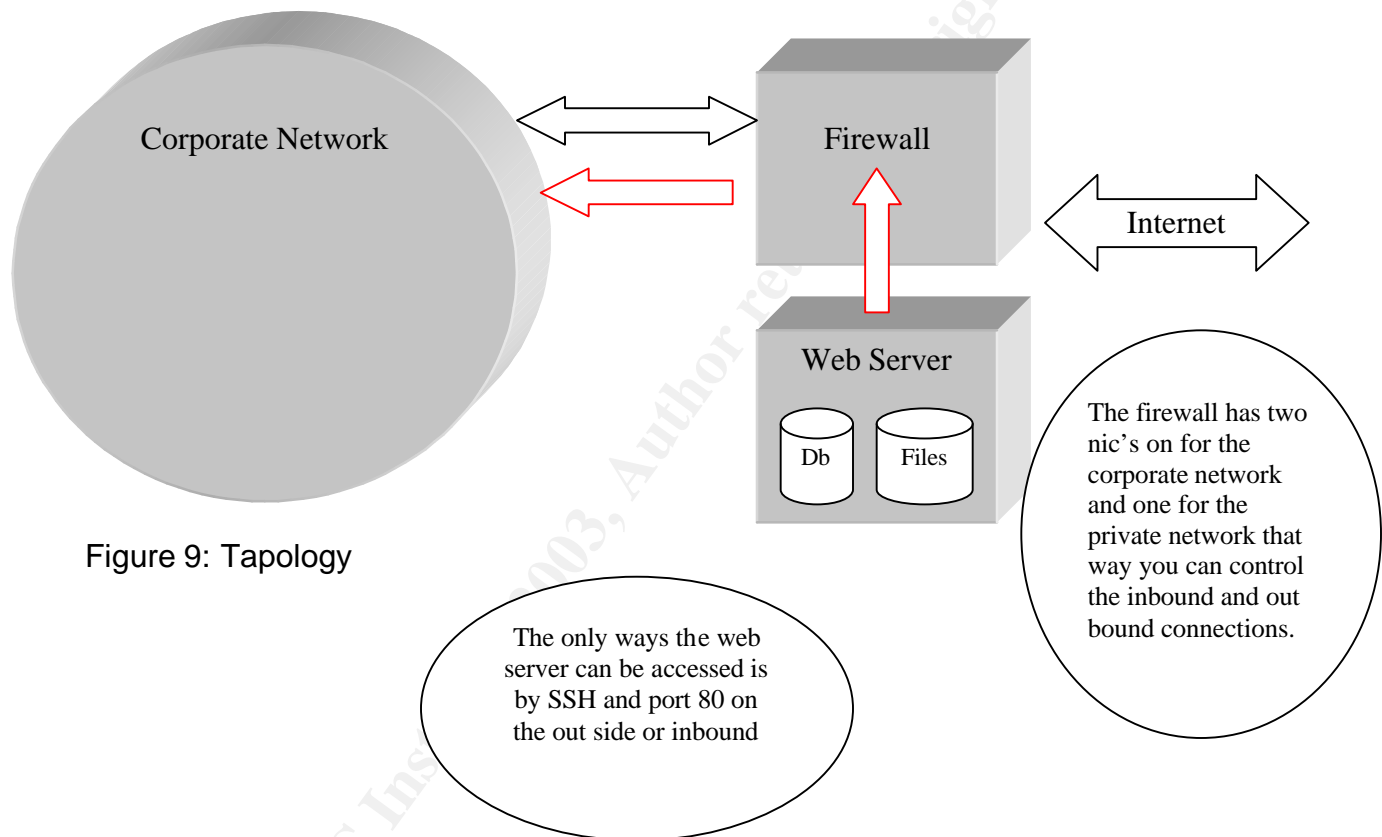 Corporate Network
Firewall
Internet
Web Server
Db
Files
The firewall has two
nic's on for the
corporate network
and one for the
private network that
way you can control
the inbound and out
bound connections.
Figure 9: Tapology
The only ways the web
server can be accessed is
by SSH and port 80 on
the out side or inbound
003, Author